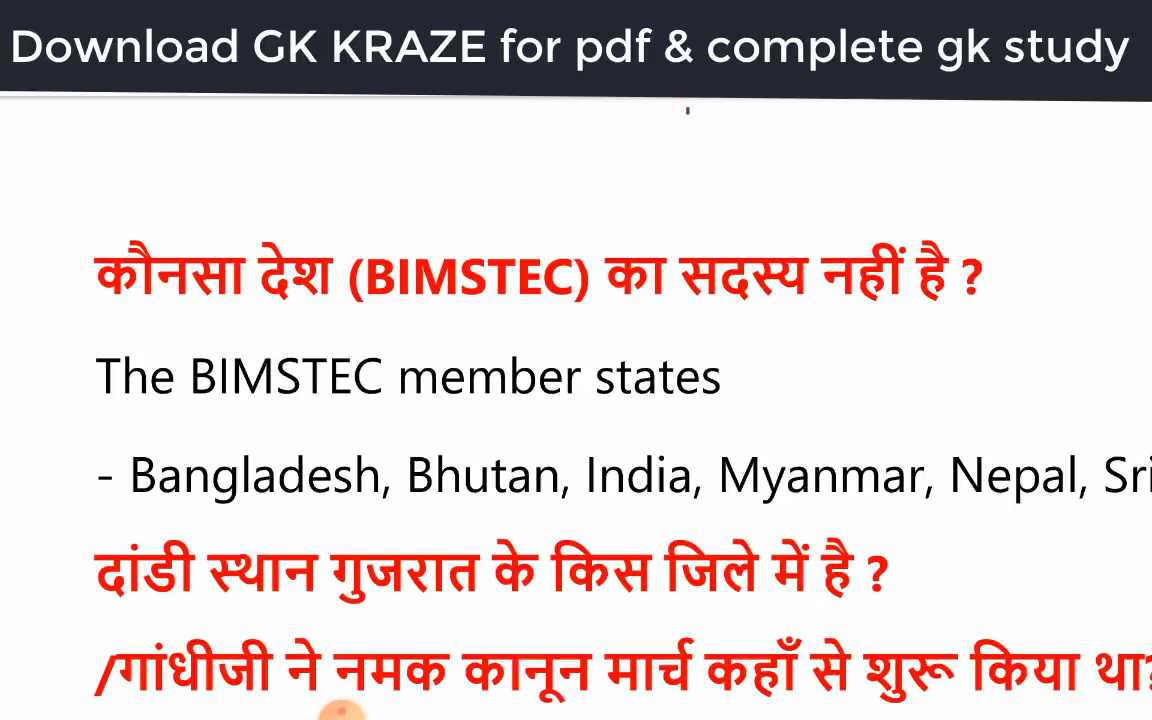 Download GK KRAZE for pdf & complete gk study
कौनसा देश (BIMSTEC) का सदस्य नहीं है ?
The BIMSTEC member states
- Bangladesh, Bhutan, India, Myanmar, Nepal, Sri
दांडी स्थान गुजरात के किस जिले में है ?
/गांधीजी ने नमक कानून मार्च कहाँ से शुरू किया था?